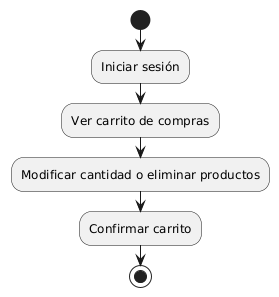 Iniciar sesión
Ver carrito de compras
Modificar cantidad o eliminar productos
Confirmar carrito